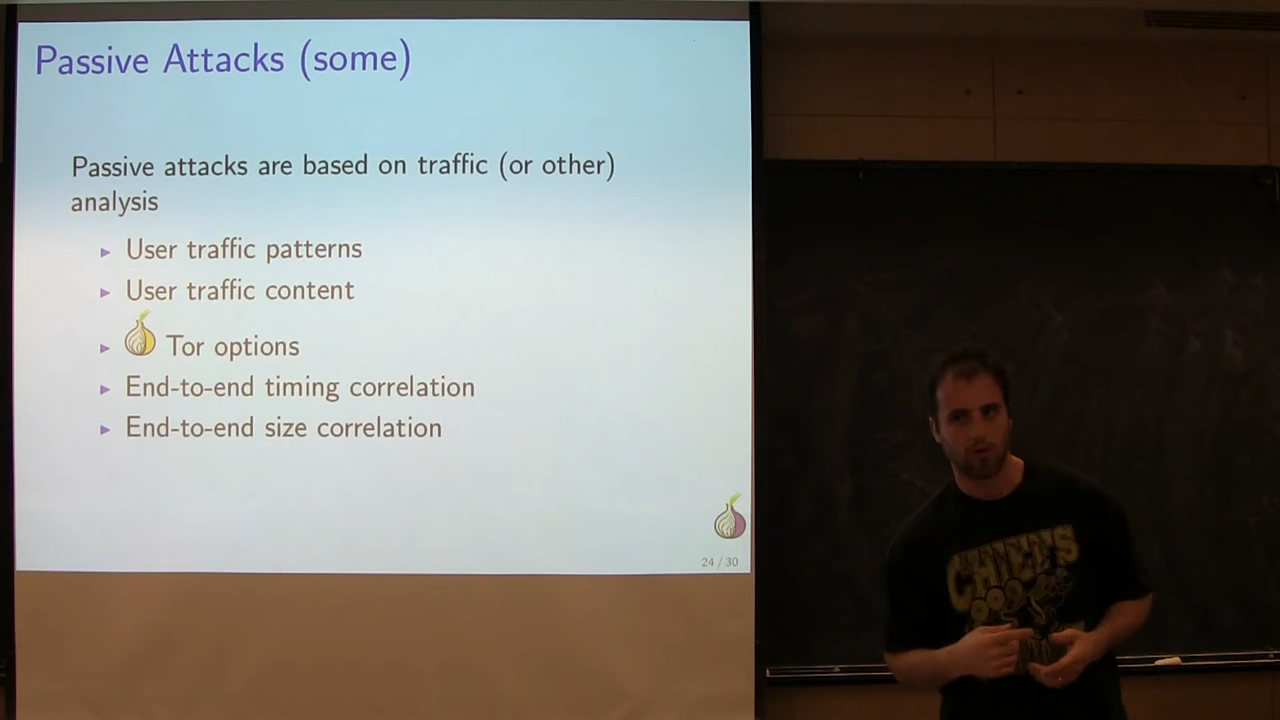 Passive Attacks (some)
Passive attacks are based on traffic (or other)
analysis
User traffic patterns
User traffic content
Tor options
End-to-end timing correlation
End-to-end size correlation
24 / 30
CHIEFS